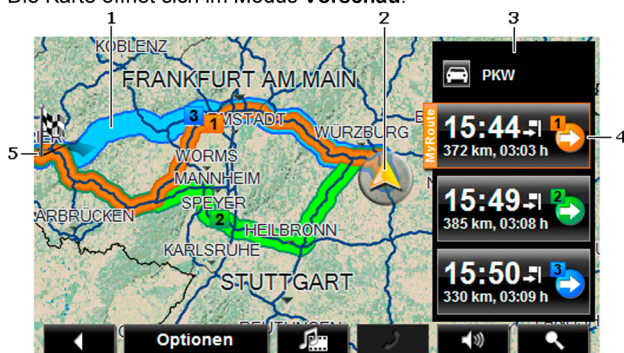 Die Karte öffnet sich im Modus Vorschau.
1
2
3
KOBLENZ
FRANKFURT AM MAIN
PKW
3
1
MSTADT
WÜRZBURG
MyRoute
15:44
1
372 km, 03:03 h
4
5
WORMS
MANNHEIM
15:49
2
385 km, 03:08 h
ARBRÜCKEN
SPEYER
2
HEILBRONN
KARLSRUHE
15:50
3
330 km, 03:09 h
STUTTGART
Optionen